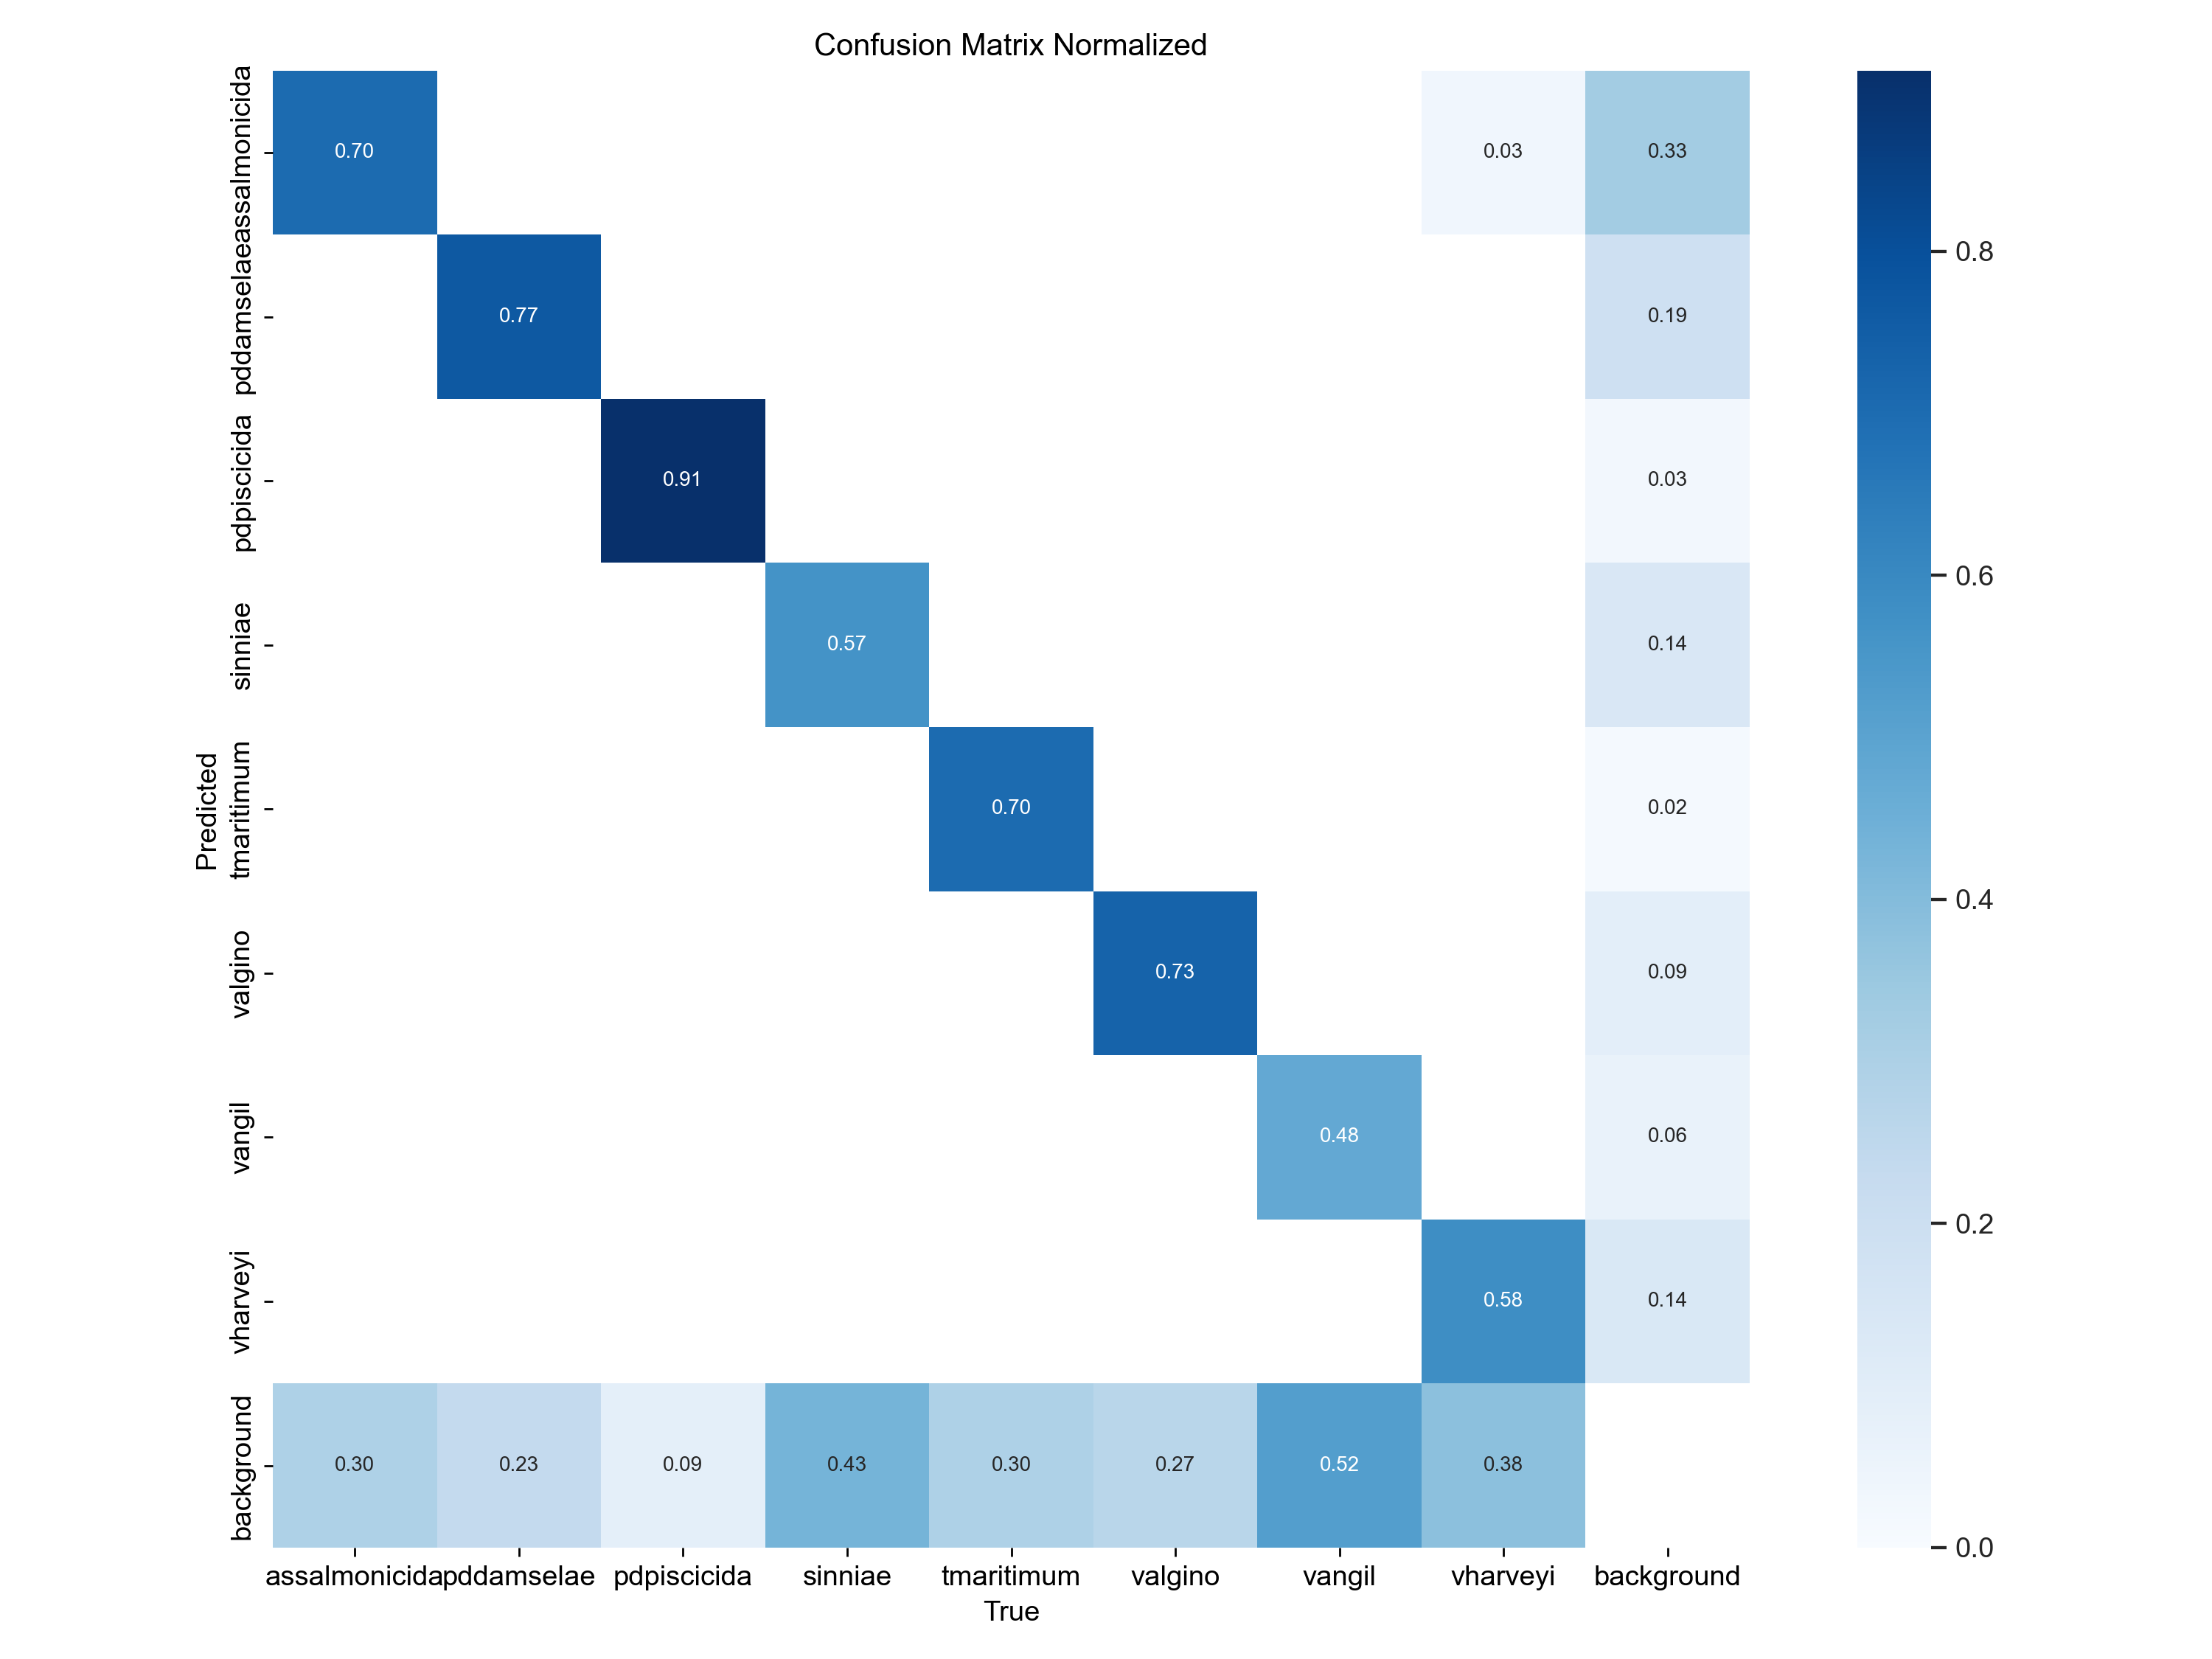 Confusion Matrix Normalized
assalmonicida
0.70
0.03
0.33
pddamselae
0.77
0.19
pdpiscicida
0.91
0.03
sinniae
0.57
0.14
tmaritimum
0.70
0.02
valgino
0.73
0.09
vangil
0.48
0.06
vharveyi
0.58
0.14
background
0.30
0.23
0.09
0.43
0.30
0.27
0.52
0.38
Predicted
assalmonicida
pddamselae
pdpiscicida
sinniae
tmaritimum
valgino
vangil
vharveyi
background
True
0.8
0.6
0.4
0.2
0.0